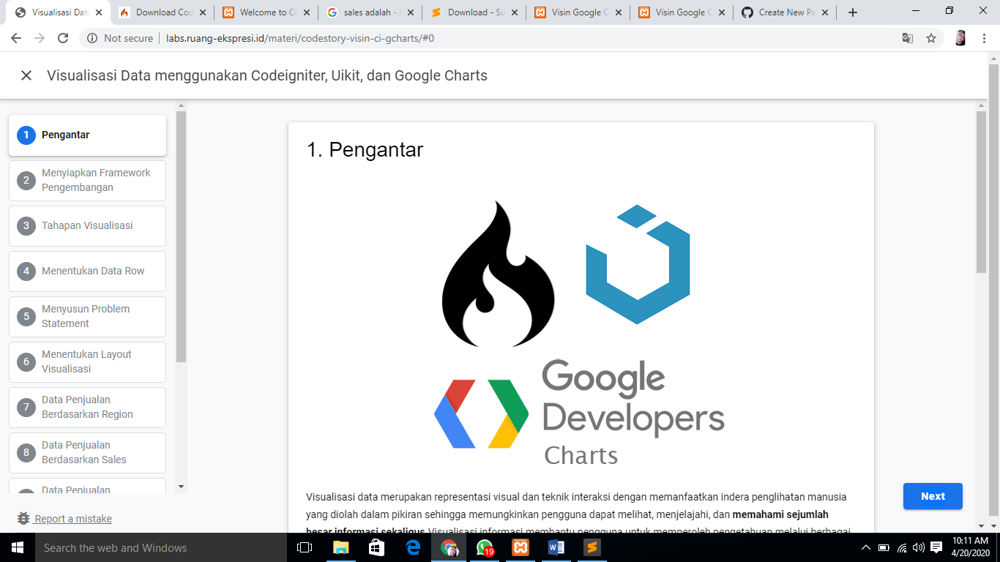 Visualisasi Dat
Download Cod
Welcome to Co
sales adalah -
Download - Su
Visin Google C
Visin Google C
Create New Pa
Not secure
labs.ruang-ekspresi.id/materi/codestory-visin-ci-gcharts/#0
Visualisasi Data menggunakan Codeigniter, Uikit, dan Google Charts
1 Pengantar
2 Menyiapkan Framework
Pengembangan
3 Tahapan Visualisasi
4 Menentukan Data Row
5 Menyusun Problem
Statement
6 Menentukan Layout
Visualisasi
7 Data Penjualan
Berdasarkan Region
8 Data Penjualan
Berdasarkan Sales
Data Penjualan
Report a mistake
1. Pengantar
Google
Developers
Charts
Visualisasi data merupakan representasi visual dan teknik interaksi dengan memanfaatkan indera penglihatan manusia
yang diolah dalam pikiran sehingga memungkinkan pengguna dapat melihat, menjelajahi, dan memahami sejumlah
besar informasi sekaligus Visualisasi informasi membantu pengguna untuk memperoleh pengetahuan melalui berbagai
Next
Search the web and Windows
19
10:11 AM
4/20/2020